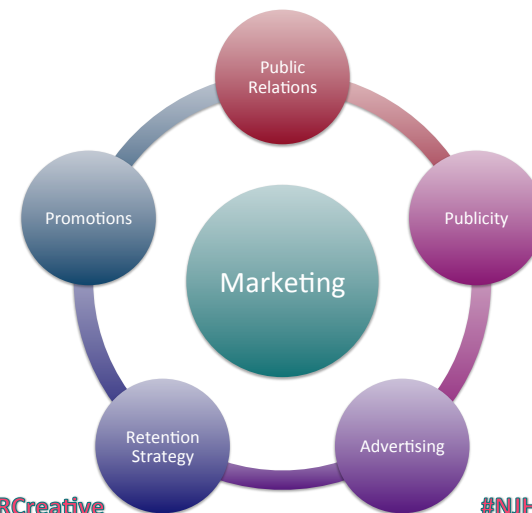 Public
Relations
Promotions
Publicity
Marketing
Retention
Strategy
Advertising
RCreative
#NJH